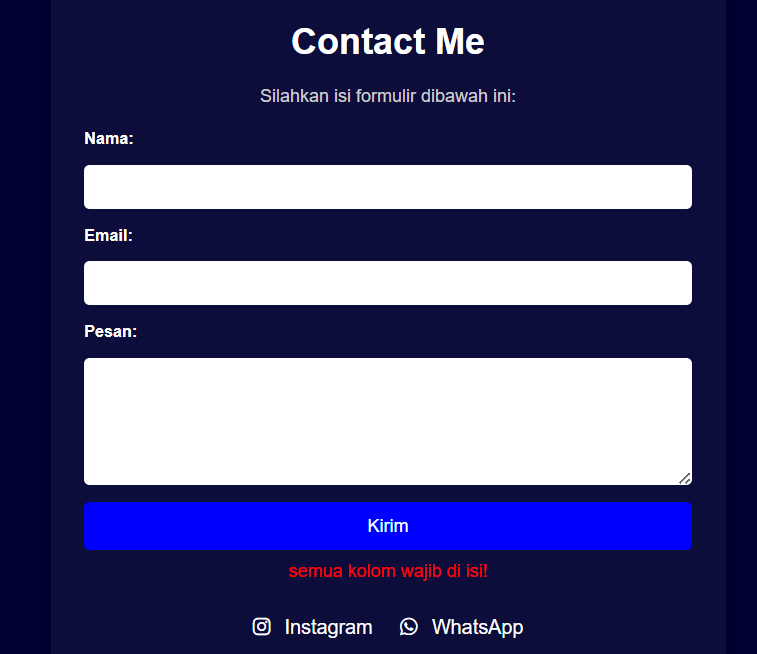 Contact Me
Silahkan isi formulir dibawah ini:
Nama:
Email:
Pesan:
Kirim
semua kolom wajib di isi!
Instagram WhatsApp